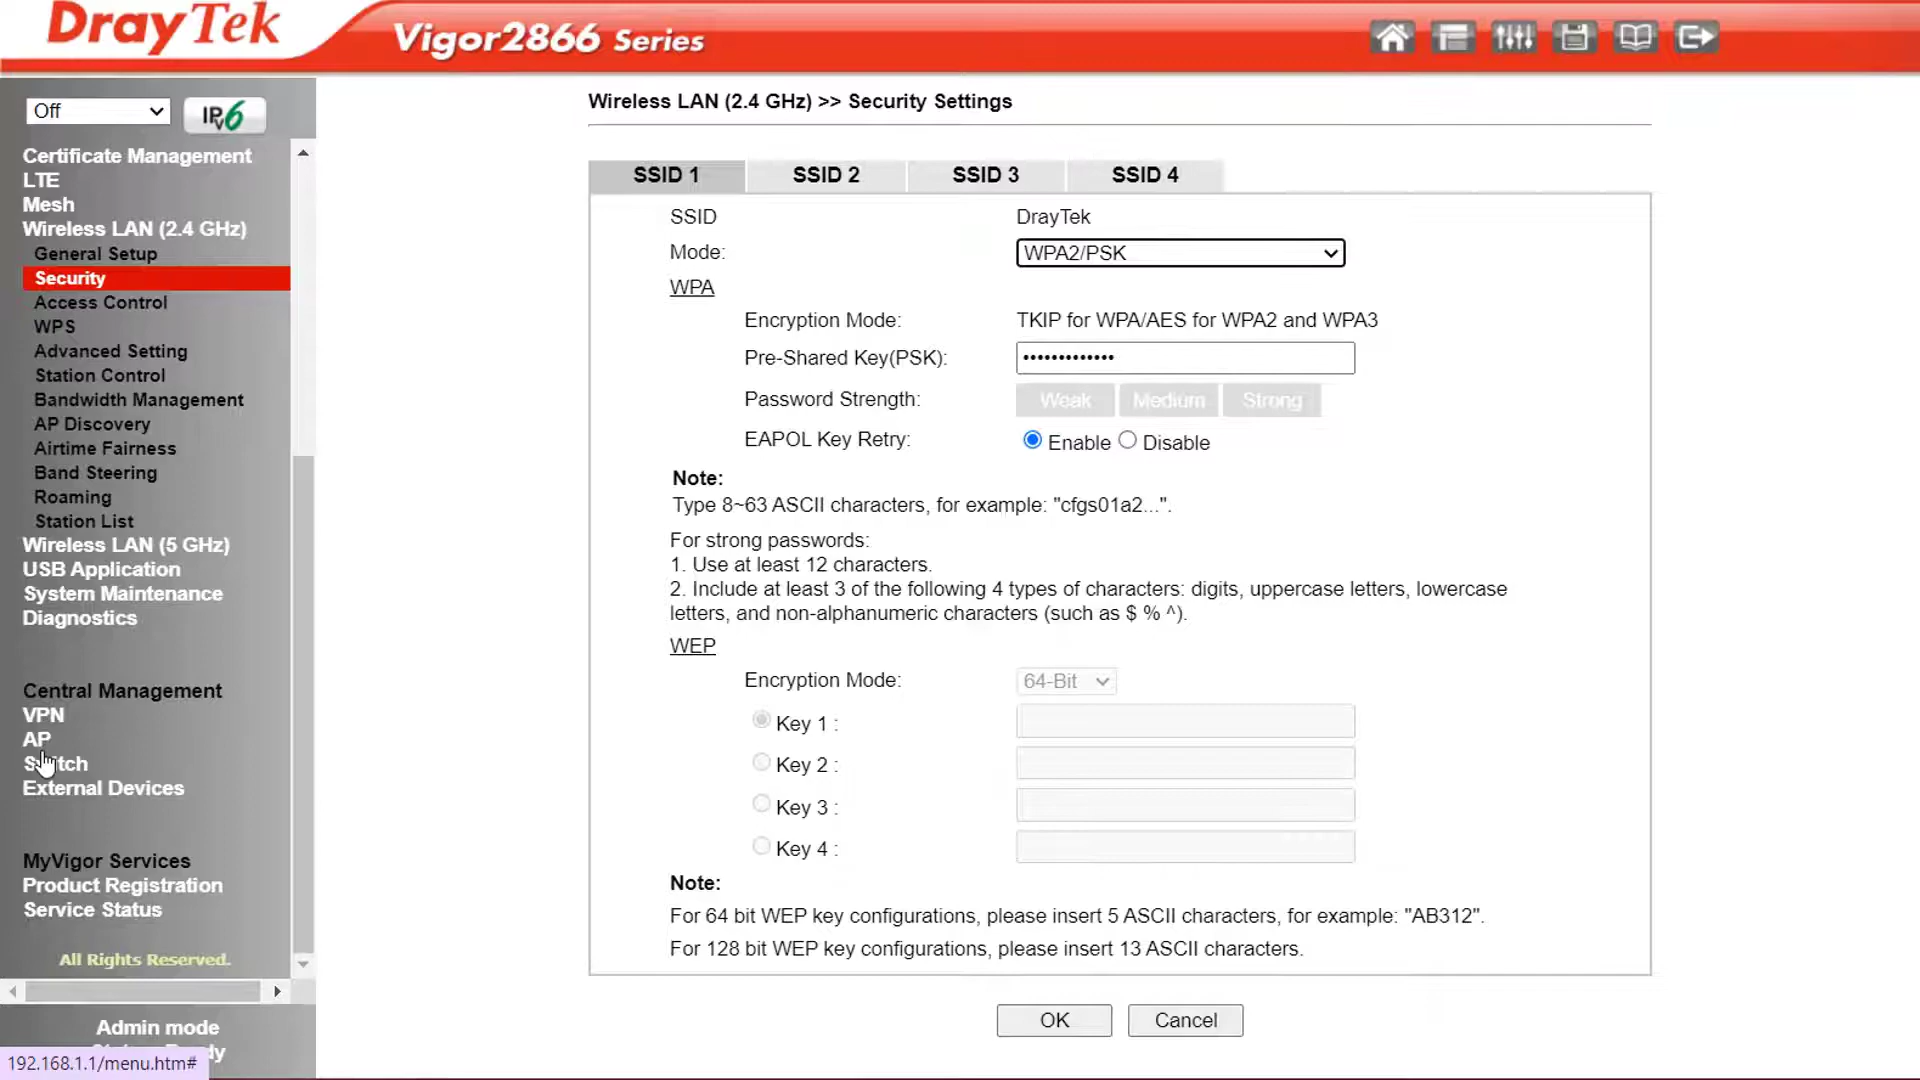 DrayTek
Vigor2866 Series
Off
IPv6
Certificate Management
LTE
Mesh
Wireless LAN (2.4 GHz)
General Setup
Security
Access Control
WPS
Advanced Setting
Station Control
Bandwidth Management
AP Discovery
Airtime Fairness
Band Steering
Roaming
Station List
Wireless LAN (5 GHz)
USB Application
System Maintenance
Diagnostics
Central Management
VPN
AP
Switch
External Devices
MyVigor Services
Product Registration
Service Status
All Rights Reserved.
Admin mode
192.168.1.1/menu.htm#
Wireless LAN (2.4 GHz) >> Security Settings
SSID 1 SSID 2 SSID 3 SSID 4
SSID DrayTek
Mode: WPA2/PSK
WPA
Encryption Mode: TKIP for WPA/AES for WPA2 and WPA3
Pre-Shared Key(PSK): •••••••••••••
Password Strength: Weak Medium Strong
EAPOL Key Retry: Enable Disable
Note:
Type 8~63 ASCII characters, for example: "cfgs01a2...".
For strong passwords:
1. Use at least 12 characters.
2. Include at least 3 of the following 4 types of characters: digits, uppercase letters, lowercase
letters, and non-alphanumeric characters (such as $ % ^).
WEP
Encryption Mode: 64-Bit
Key 1 :
Key 2 :
Key 3 :
Key 4 :
Note:
For 64 bit WEP key configurations, please insert 5 ASCII characters, for example: "AB312".
For 128 bit WEP key configurations, please insert 13 ASCII characters.
OK Cancel